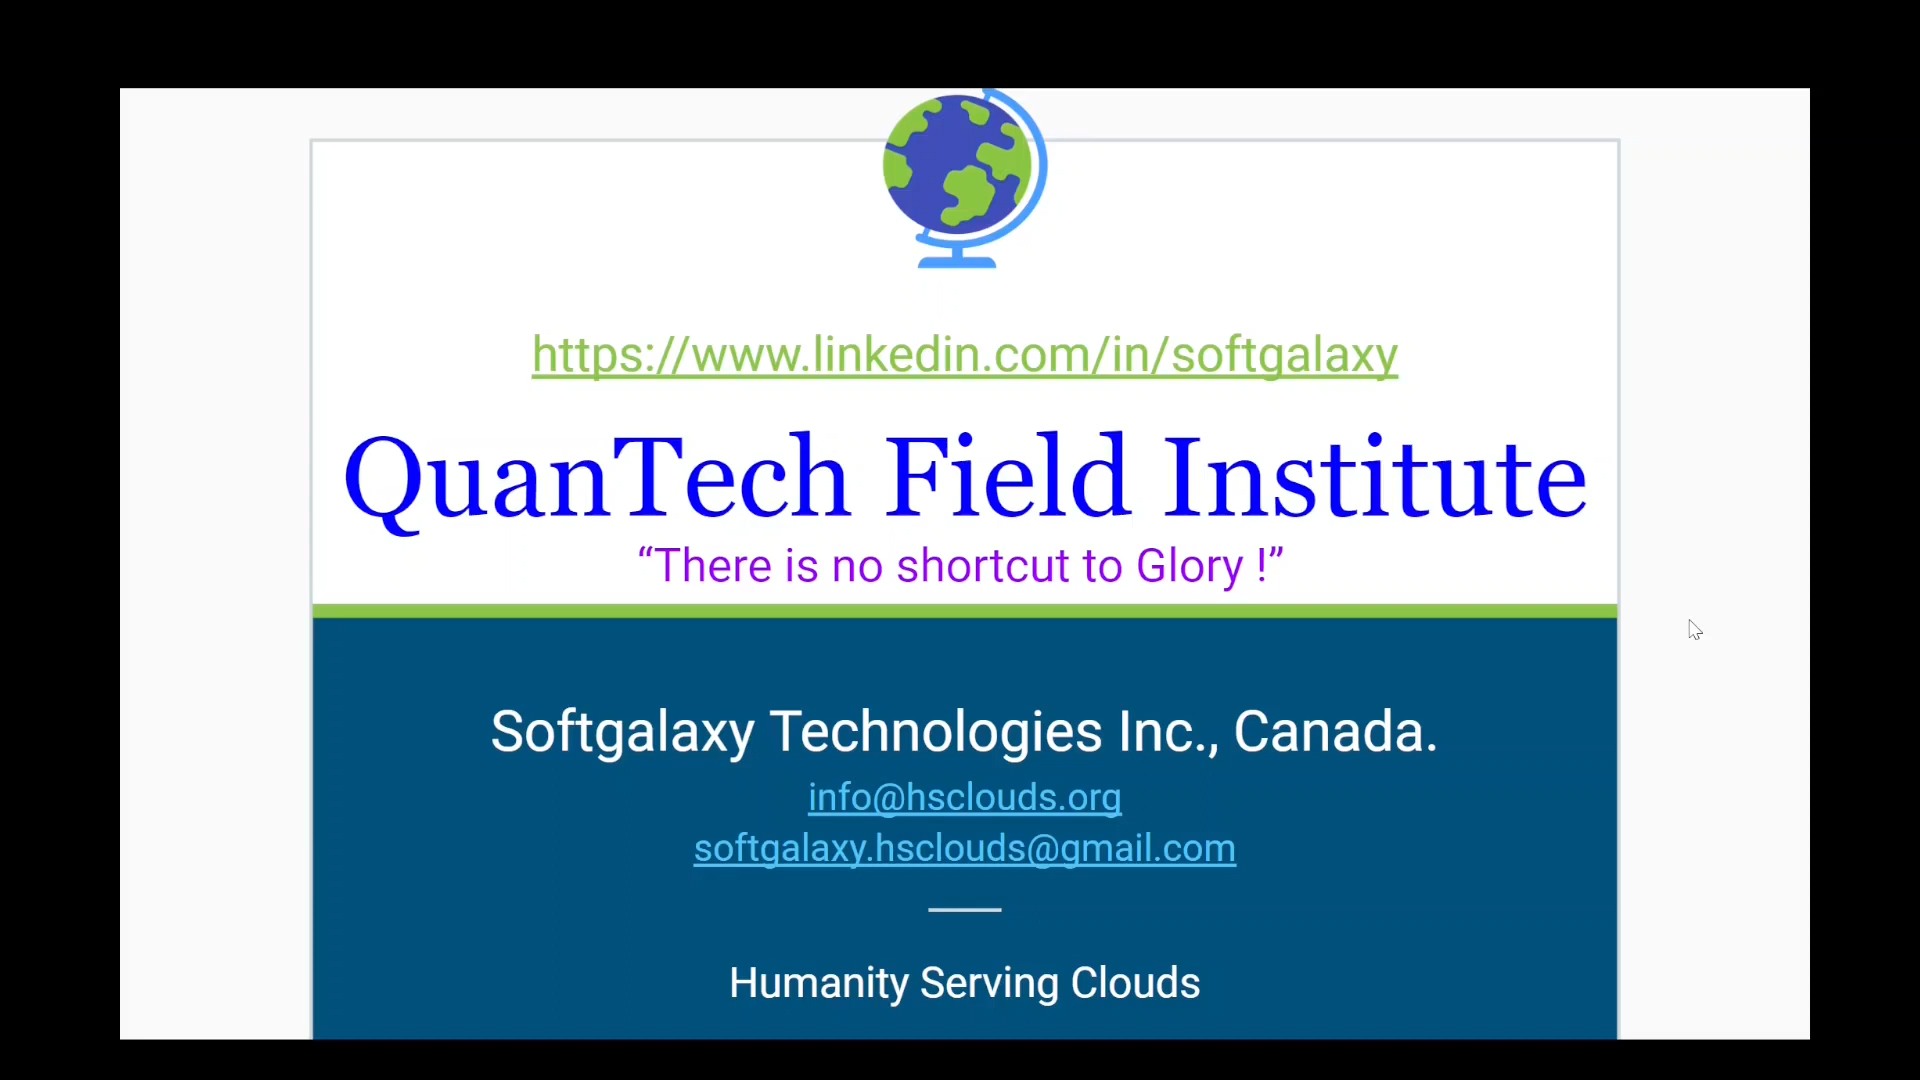 https://www.linkedin.com/in/softgalaxy
QuanTech Field Institute
“There is no shortcut to Glory !”
Softgalaxy Technologies Inc., Canada.
info@hsclouds.org
softgalaxy.hsclouds@gmail.com
Humanity Serving Clouds